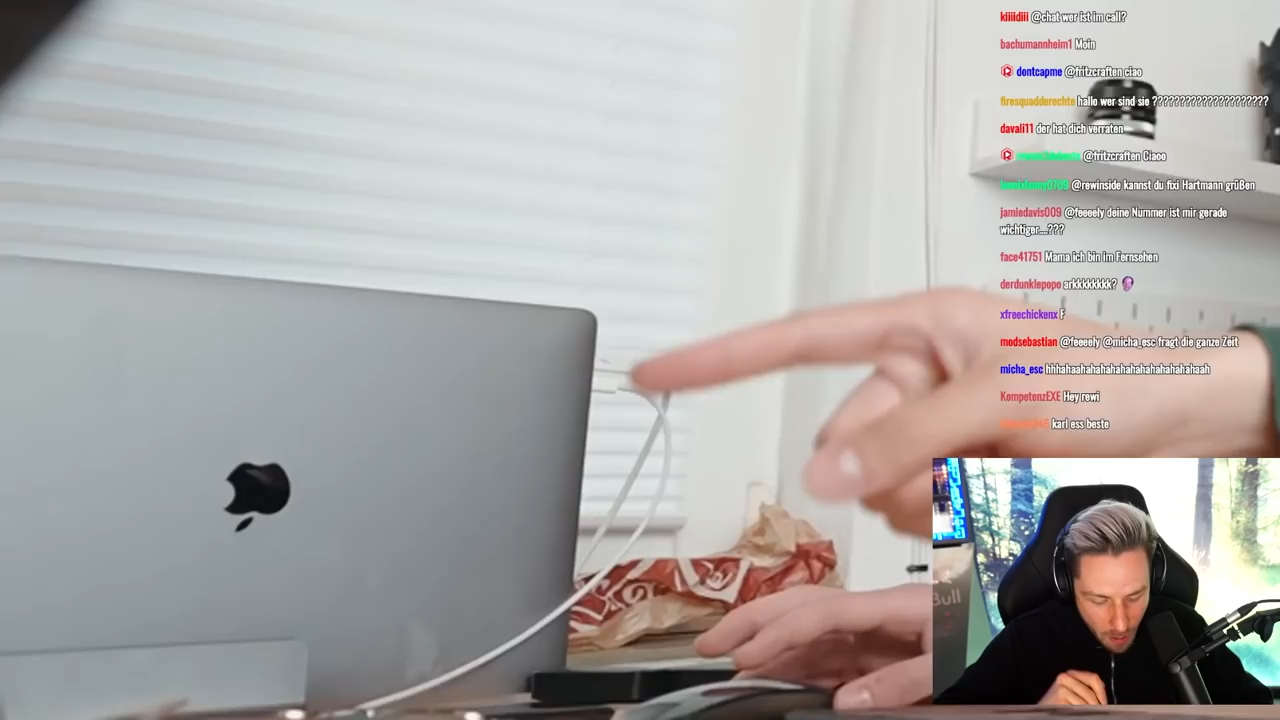 kiiiidiii @chat wer ist im call?
bachumannheim1 Moin
dontcapme @fritzcraften ciao
firesquadderechte hallo wer sind sie ?????????????????????
davali11 der hat dich verraten
@fritzcraften Ciaoo
@rewinside kannst du fixi Hartmann grüßen
jamiedavis009 @feeeely deine Nummer ist mir gerade
wichtiger....???
face41751 Mama ich bin im Fernsehen
derdunklepopo arkkkkkkkk?
xfreechickenx F
modsebastian @feeeely @micha_esc fragt die ganze Zeit
micha_esc hhhahaahahahahahahahahahahahaah
KompetenzEXE Hey rewi
karl ess beste
Bull